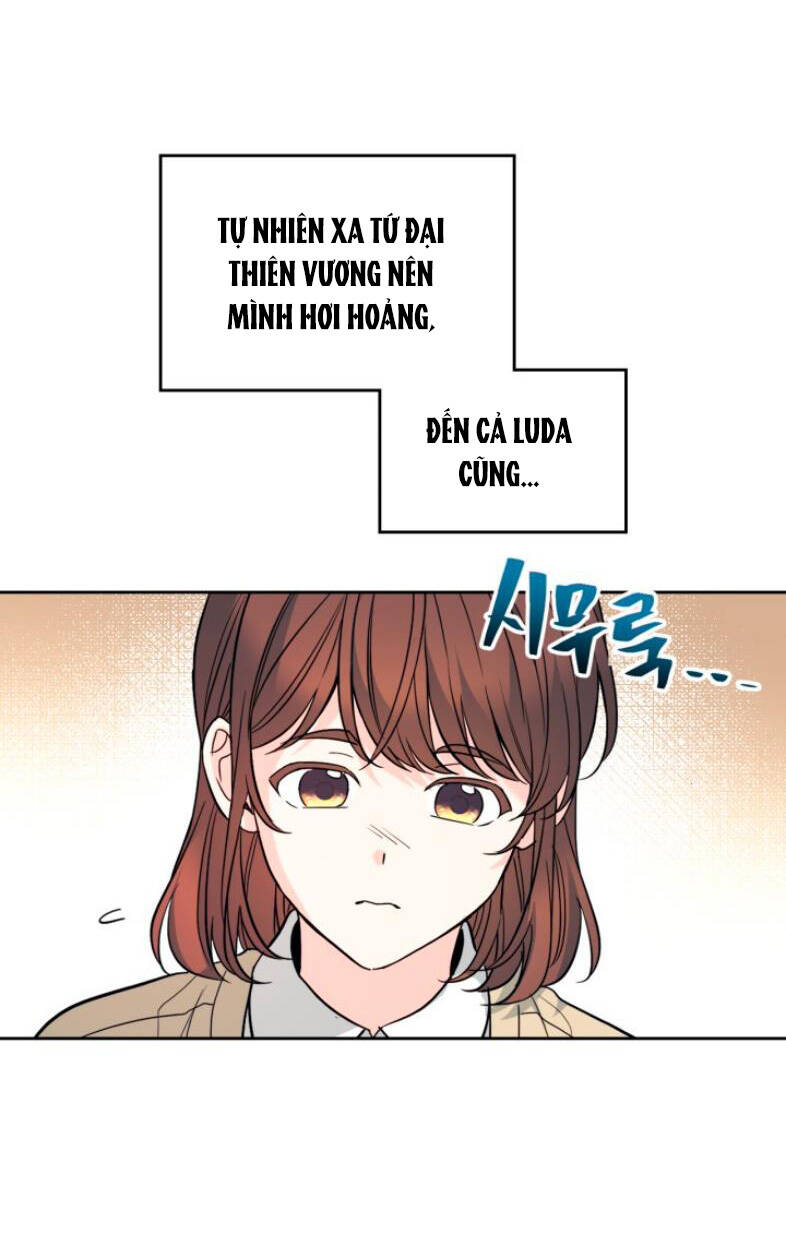 TỰ NHIÊN XA TỨ ĐẠI
THIÊN VƯƠNG NÊN
MÌNH HƠI HOẢNG,
ĐẾN CẢ LUDA
CŨNG...
시무룩...